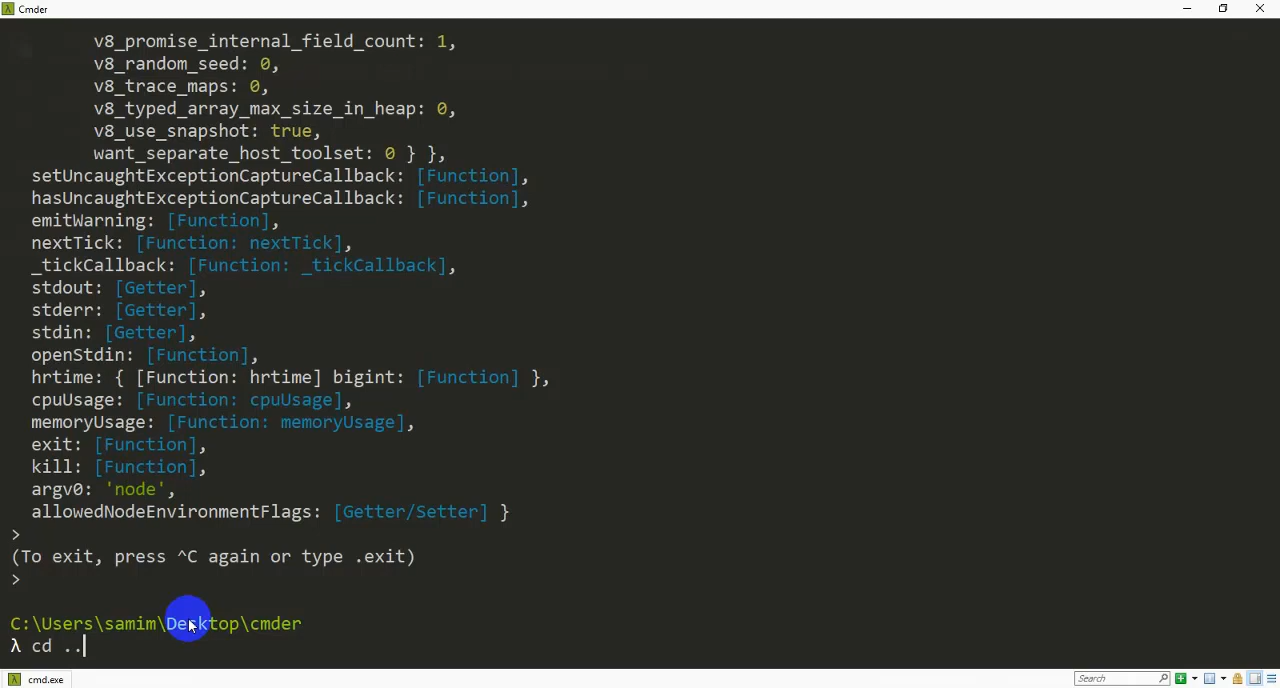 Cmder
v8_promise_internal_field_count: 1,
v8_random_seed: 0,
v8_trace_maps: 0,
v8_typed_array_max_size_in_heap: 0,
v8_use_snapshot: true,
want_separate_host_toolset: 0 } },
setUncaughtExceptionCaptureCallback: [Function],
hasUncaughtExceptionCaptureCallback: [Function],
emitWarning: [Function],
nextTick: [Function: nextTick],
_tickCallback: [Function: _tickCallback],
stdout: [Getter],
stderr: [Getter],
stdin: [Getter],
openStdin: [Function],
hrtime: { [Function: hrtime] bigint: [Function] },
cpuUsage: [Function: cpuUsage],
memoryUsage: [Function: memoryUsage],
exit: [Function],
kill: [Function],
argv0: 'node',
allowedNodeEnvironmentFlags: [Getter/Setter] }
>
(To exit, press ^C again or type .exit)
>
C:\Users\samim\Desktop\cmder
λ cd ..
cmd.exe
Search